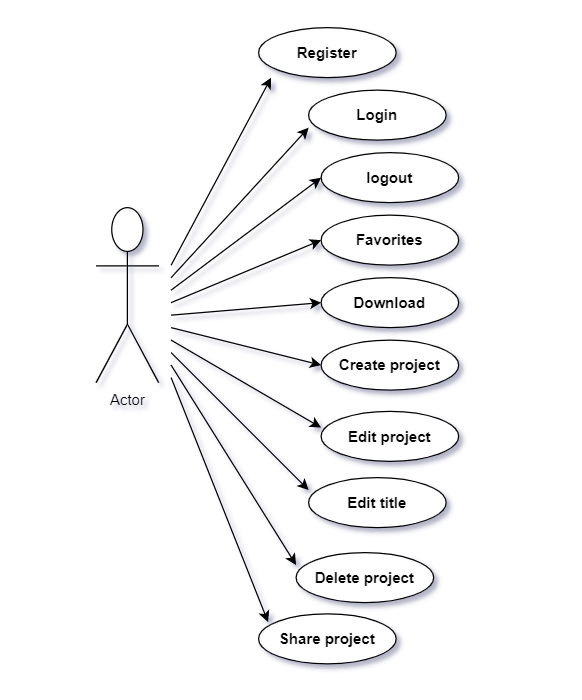 Register
Login
logout
Favorites
Download
Create project
Actor
Edit project
Edit title
Delete project
Share project